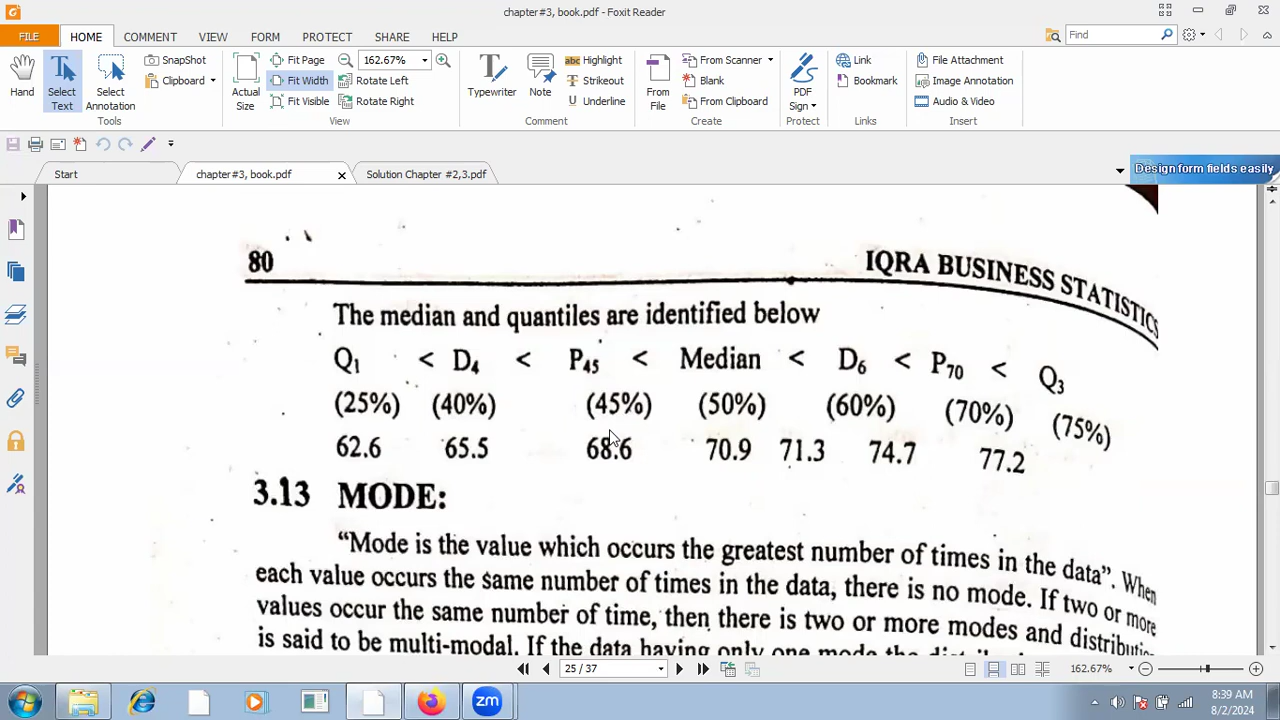 chapter#3, book.pdf - Foxit Reader
FILE HOME COMMENT VIEW FORM PROTECT SHARE HELP Find
Hand Select Text Select Annotation SnapShot Clipboard Tools
Actual Size Fit Page Fit Width Fit Visible 162.67% Rotate Left Rotate Right View
Typewriter Note Highlight Strikeout Underline Comment
From File From Scanner Blank From Clipboard Create
PDF Sign Protect
Link Bookmark Links
File Attachment Image Annotation Audio & Video Insert
Start chapter#3, book.pdf Solution Chapter #2,3.pdf Design form fields easily
80 IQRA BUSINESS STATISTICS
The median and quantiles are identified below
Q₁ < D₄ < P₄₅ < Median < D₆ < P₇₀ < Q₃
(25%) (40%) (45%) (50%) (60%) (70%) (75%)
62.6 65.5 68.6 70.9 71.3 74.7 77.2
3.13 MODE:
“Mode is the value which occurs the greatest number of times in the data”. When
each value occurs the same number of times in the data, there is no mode. If two or more
values occur the same number of time, then there is two or more modes and distribution
is said to be multi-modal. If the data having only one mode the
25 / 37 162.67%
zm 8:39 AM
8/2/2024